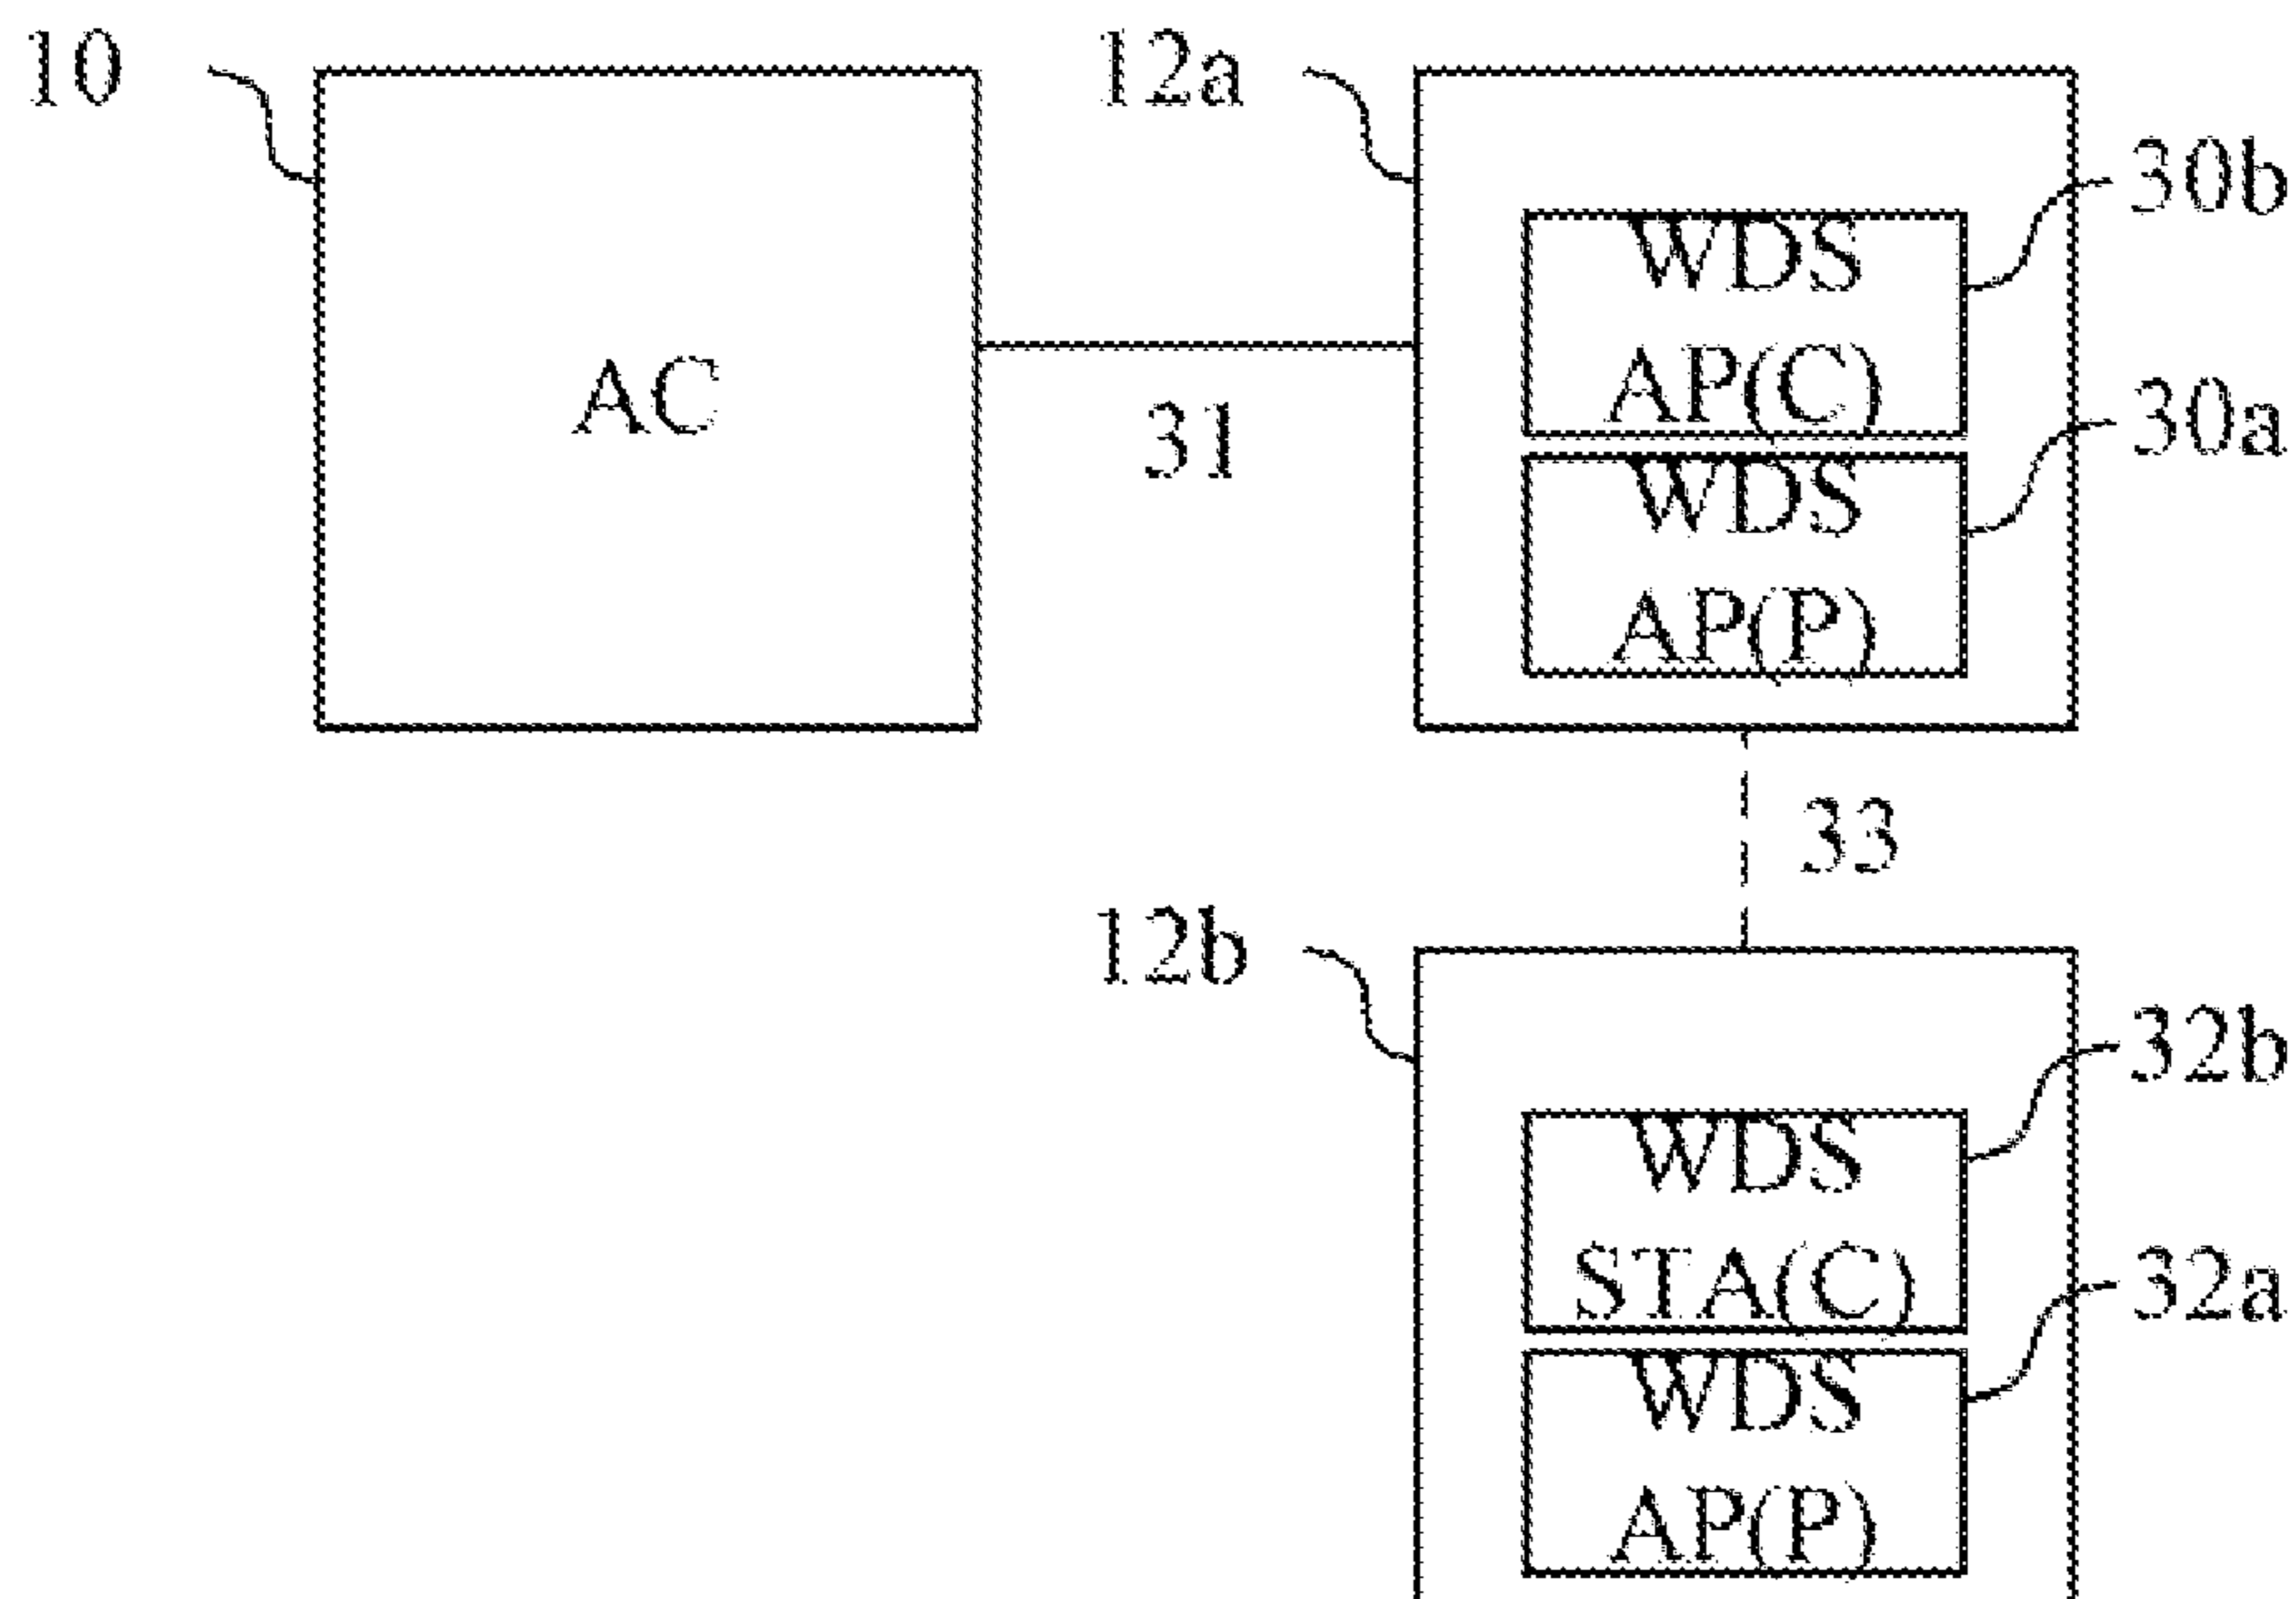 10
12a
30b
WDS
AP(C)
30a
WDS
AP(P)
AC
31
33
12b
32b
WDS
STA(C)
32a
WDS
AP(P)